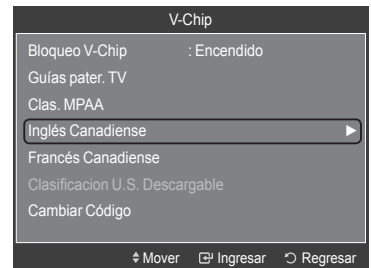 V-Chip
Bloqueo V-Chip : Encendido
Guías pater. TV
Clas. MPAA
Inglés Canadiense
Francés Canadiense
Clasificacion U.S. Descargable
Cambiar Código
Mover Ingresar Regresar